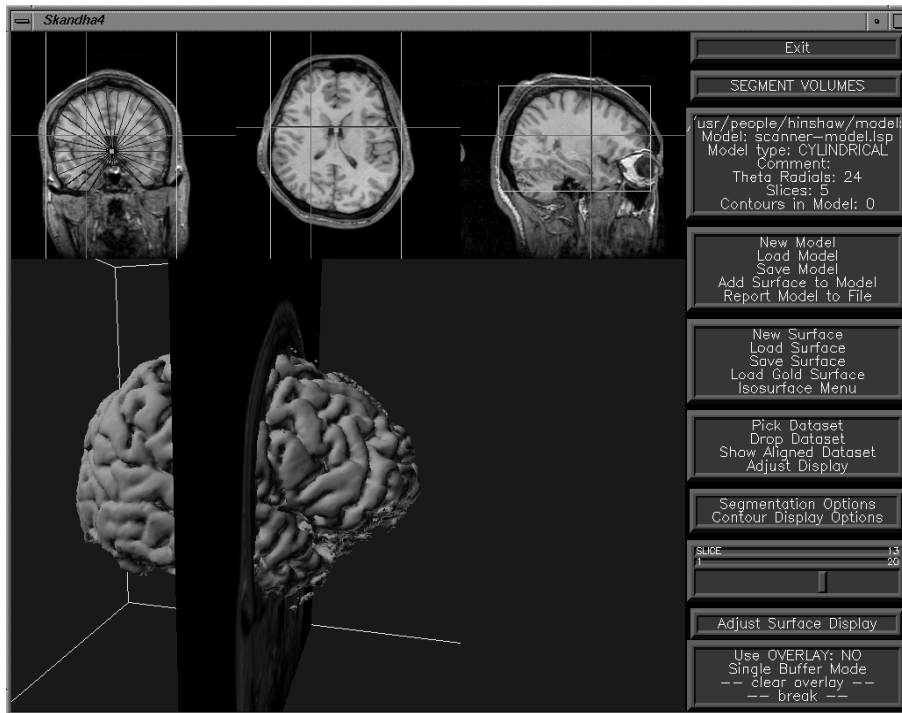 Skandha4
Exit
SEGMENT VOLUMES
/usr/people/hinshaw/models
Model: scanner-model.lsp
Model type: CYLINDRICAL
Comment:
Theta Radials: 24
Slices: 5
Contours in Model: 0
New Model
Load Model
Save Model
Add Surface to Model
Report Model to File
New Surface
Load Surface
Save Surface
Load Gold Surface
Isosurface Menu
Pick Dataset
Drop Dataset
Show Aligned Dataset
Adjust Display
Segmentation Options
Contour Display Options
SLICE 13
1 20
Adjust Surface Display
Use OVERLAY: NO
Single Buffer Mode
-- clear overlay --
-- break --